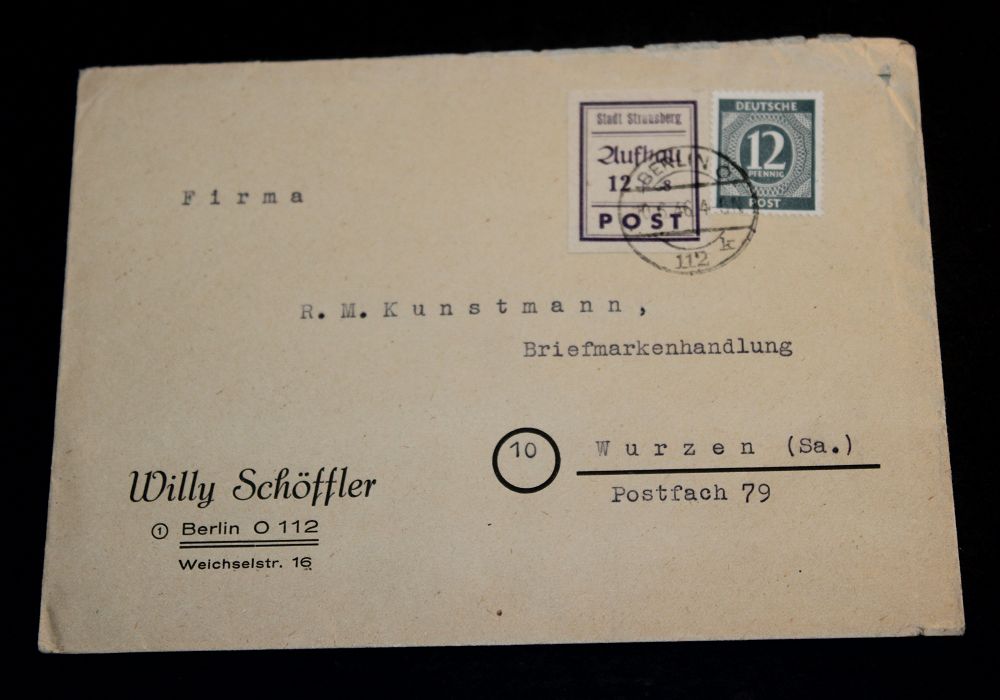 Stadt Strausberg
Aufbau
12 8
POST
DEUTSCHE
12
PFENNIG
POST
BERLIN O
112
k
Firma
R. M. Kunstmann,
Briefmarkenhandlung
10
Wurzen (Sa.)
Postfach 79
Willy Schöffler
1 Berlin O 112
Weichselstr. 16